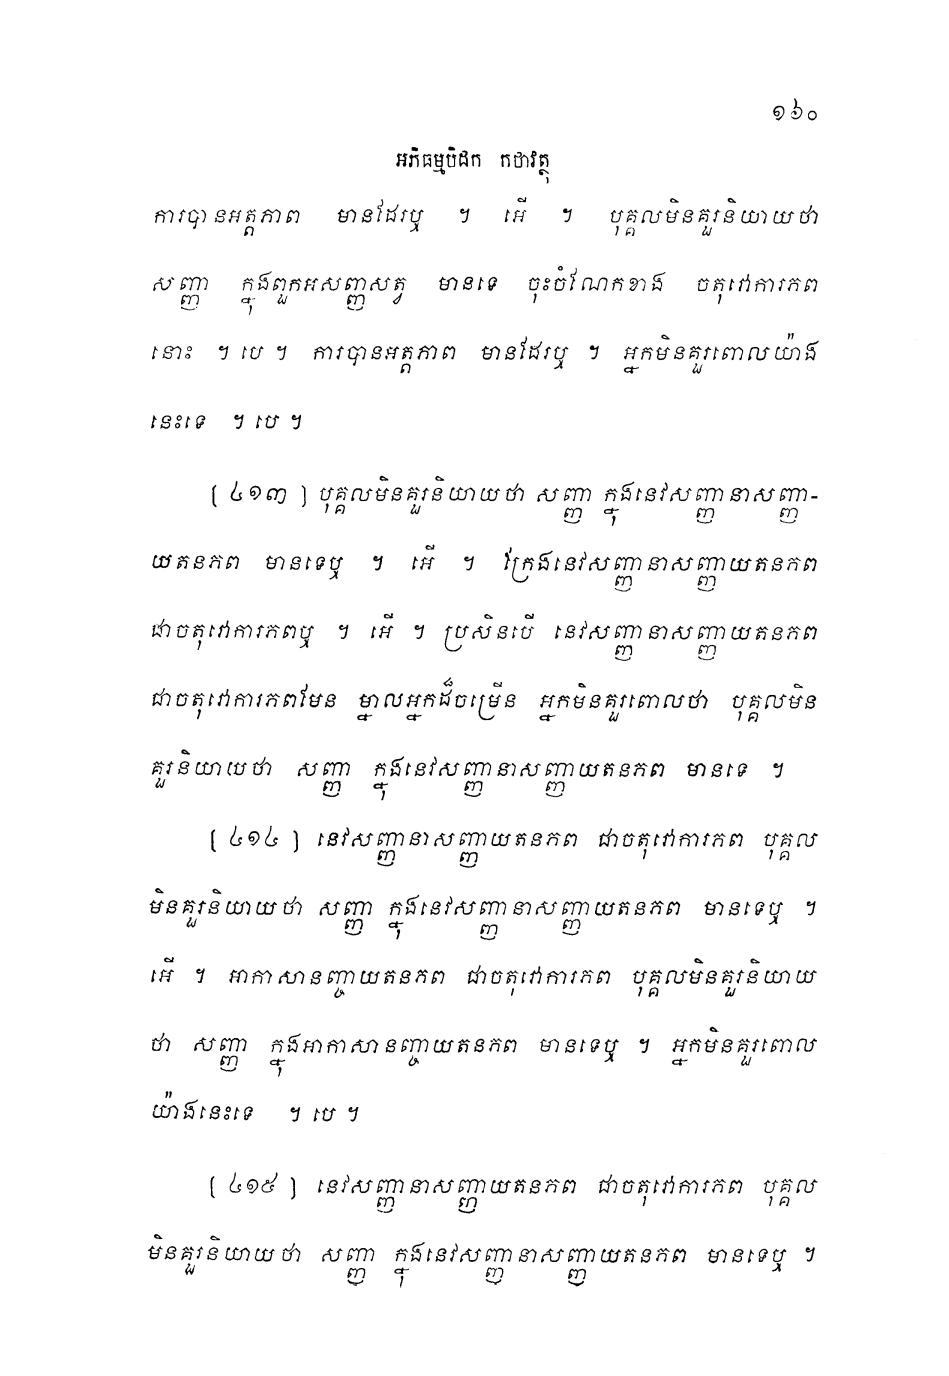 ១៦០
អភិធម្មបិដក កថាវត្ថុ
ការបានអត្តភាព មានដែរឬ ។ អើ ។ បុគ្គលមិនគួរនិយាយថា
សញ្ញា ក្នុងពួកអសញ្ញសត្វ មានទេ ចុះចំណែកខាង ចតុវោការភព
នោះ ។ បេ ។ ការបានអត្តភាព មានដែរឬ ។ អ្នកមិនគួរពោលយ៉ាង
នេះទេ ។ បេ ។
[ ៤១៣ ] បុគ្គលមិនគួរនិយាយថា សញ្ញា ក្នុងនេវសញ្ញានាសញ្ញា-
យតនភព មានទេឬ ។ អើ ។ ក្រែងនេវសញ្ញានាសញ្ញាយតនភព
ជាចតុវោការភពឬ ។ អើ ។ ប្រសិនបើ នេវសញ្ញានាសញ្ញាយតនភព
ជាចតុវោការភពមែន ម្នាលអ្នកដ៏ចម្រើន អ្នកមិនគួរពោលថា បុគ្គលមិន
គួរនិយាយថា សញ្ញា ក្នុងនេវសញ្ញានាសញ្ញាយតនភព មានទេ ។
[ ៤១៤ ] នេវសញ្ញានាសញ្ញាយតនភព ជាចតុវោការភព បុគ្គល
មិនគួរនិយាយថា សញ្ញា ក្នុងនេវសញ្ញានាសញ្ញាយតនភព មានទេឬ ។
អើ ។ អាកាសានញ្ចាយតនភព ជាចតុវោការភព បុគ្គលមិនគួរនិយាយ
ថា សញ្ញា ក្នុងអាកាសានញ្ចាយតនភព មានទេឬ ។ អ្នកមិនគួរពោល
យ៉ាងនេះទេ ។ បេ ។
[ ៤១៥ ] នេវសញ្ញានាសញ្ញាយតនភព ជាចតុវោការភព បុគ្គល
មិនគួរនិយាយថា សញ្ញា ក្នុងនេវសញ្ញានាសញ្ញាយតនភព មានទេឬ ។